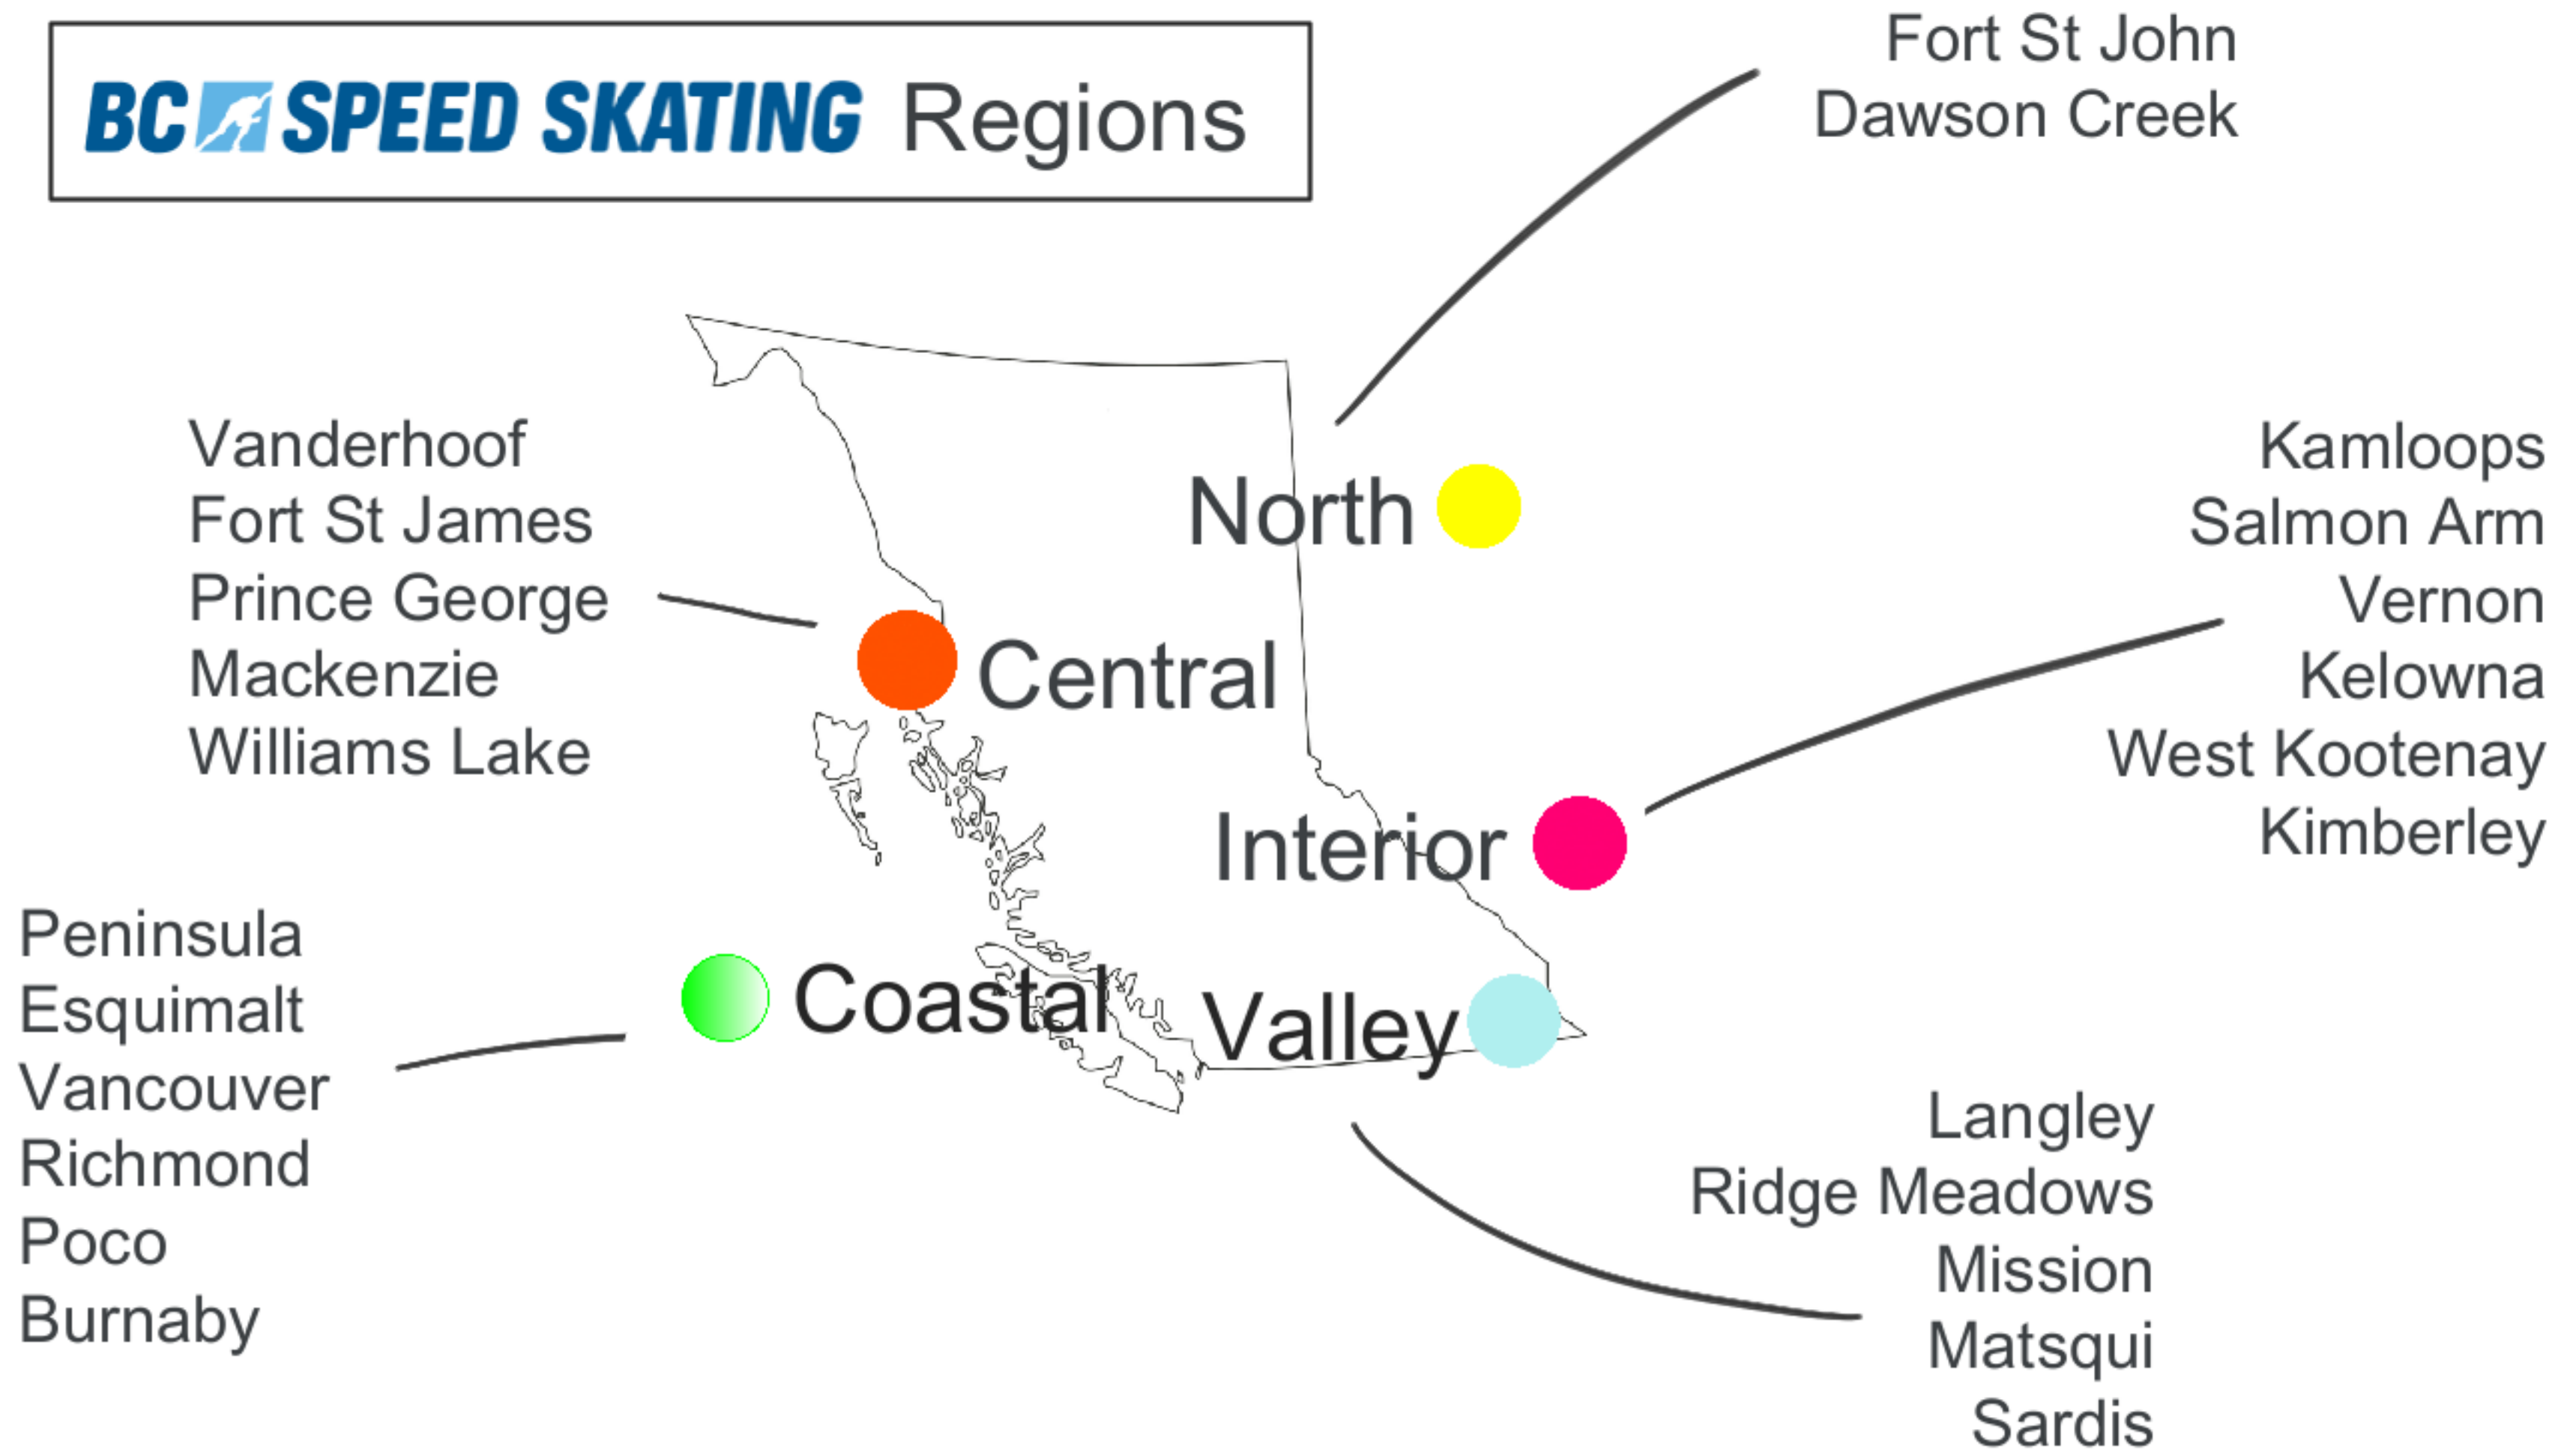 BC SPEED SKATING Regions
Fort St John
Dawson Creek
Vanderhoof
Fort St James
Prince George
Mackenzie
Williams Lake
North
Central
Kamloops
Salmon Arm
Vernon
Kelowna
West Kootenay
Kimberley
Interior
Peninsula
Esquimalt
Vancouver
Richmond
Poco
Burnaby
Coastal
Valley
Langley
Ridge Meadows
Mission
Matsqui
Sardis